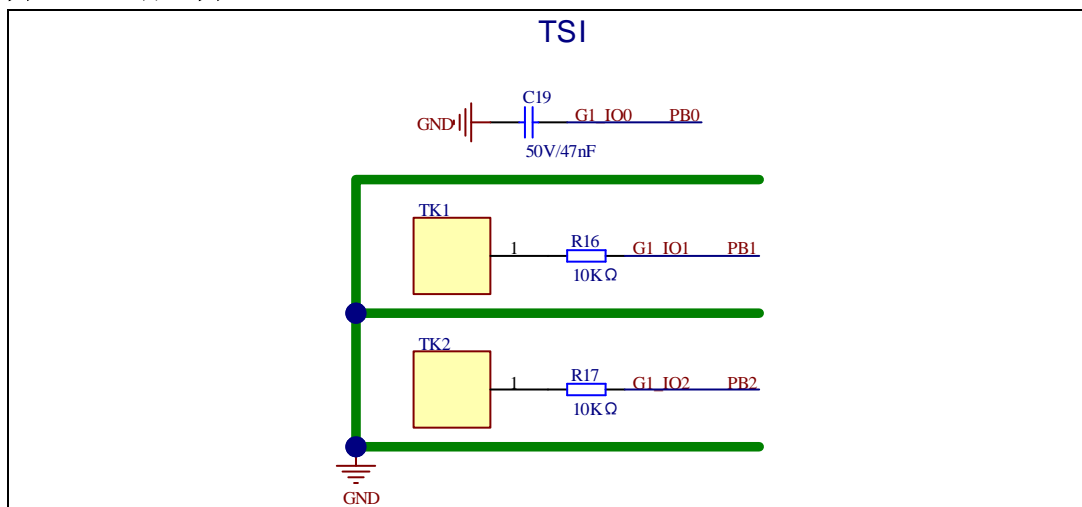 TSI
C19
GND G1_IO0 PB0
50V/47nF
TK1
1 R16 G1_IO1 PB1
10KΩ
TK2
1 R17 G1_IO2 PB2
10KΩ
GND